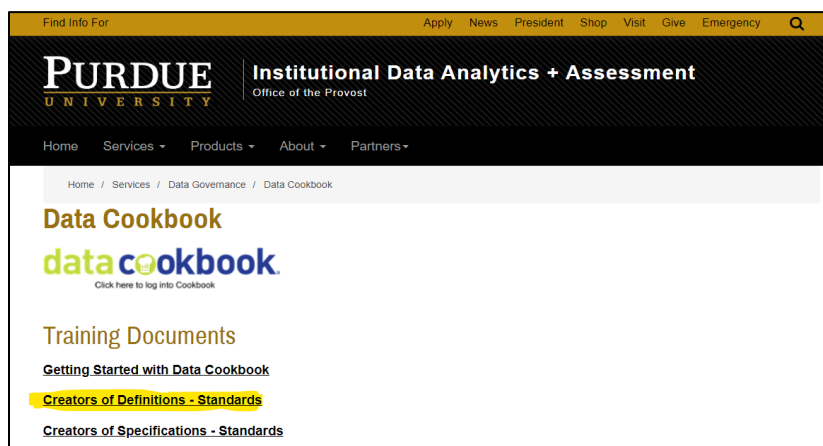 Find Info For Apply News President Shop Visit Give Emergency
PURDUE
UNIVERSITY
Institutional Data Analytics + Assessment
Office of the Provost
Home Services Products About Partners
Home / Services / Data Governance / Data Cookbook
Data Cookbook
data cookbook.
Click here to log into Cookbook
Training Documents
Getting Started with Data Cookbook
Creators of Definitions - Standards
Creators of Specifications - Standards